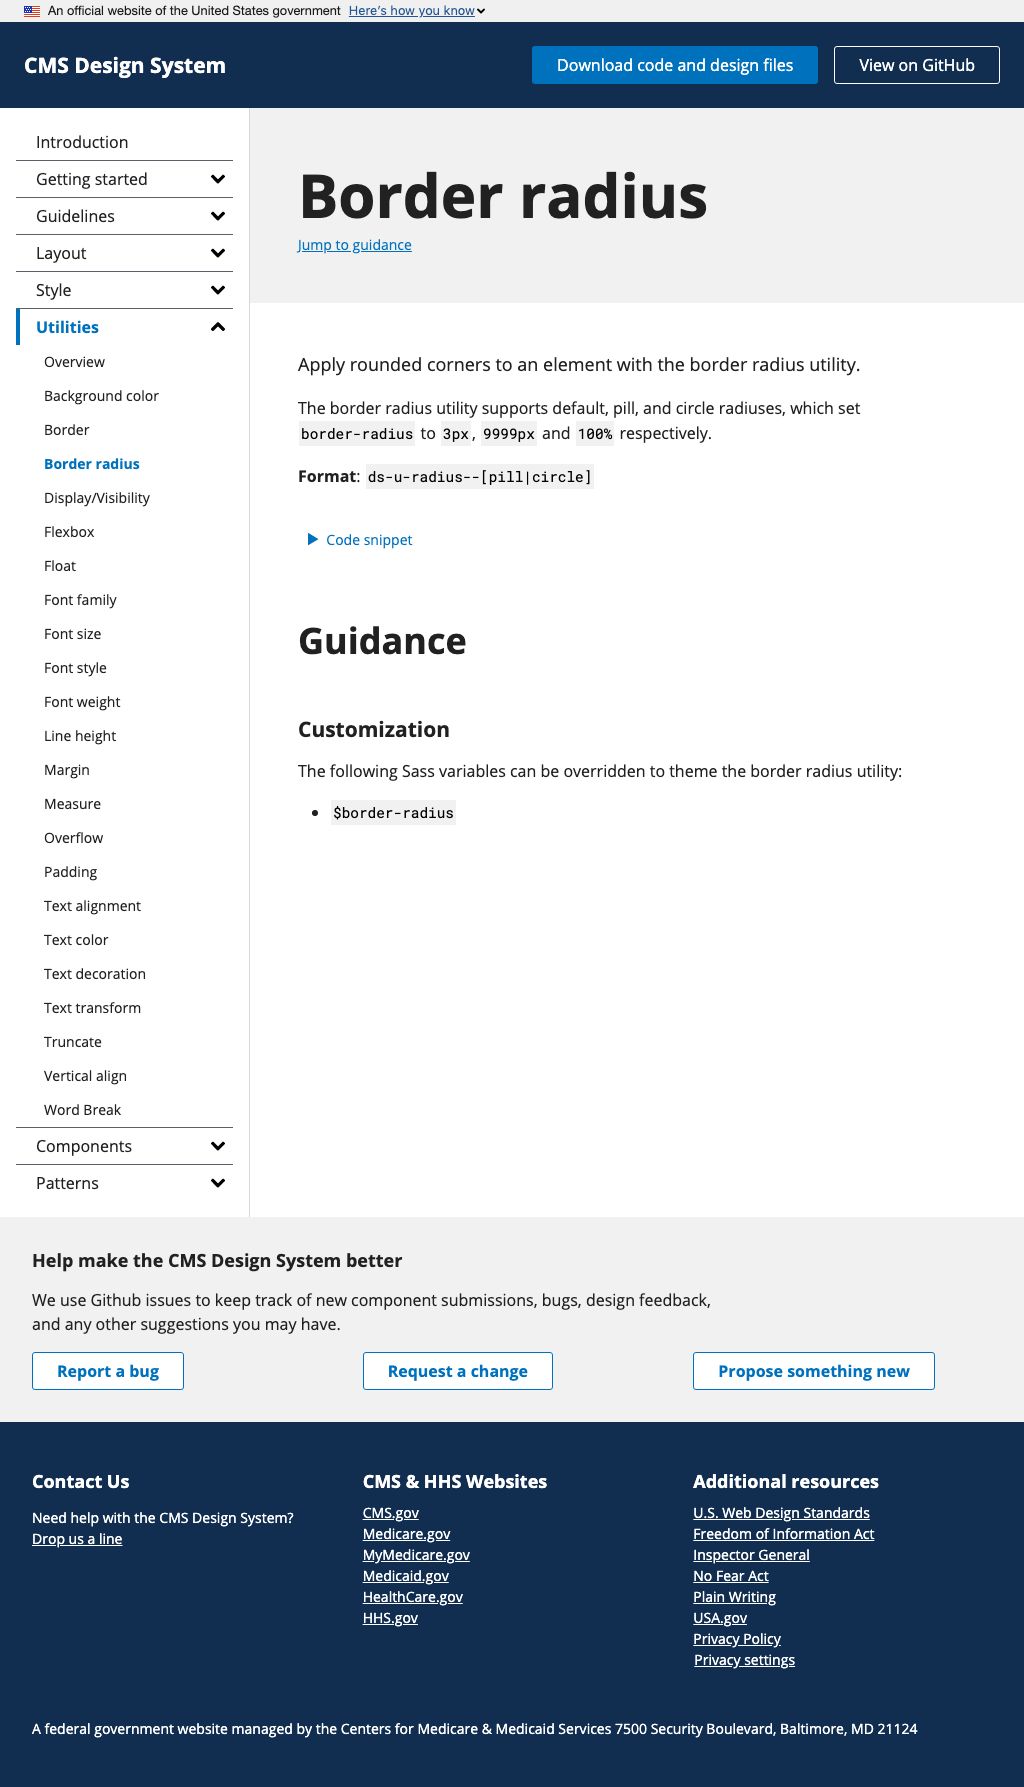 An official website of the United States government Here's how you know
CMS Design System
Download code and design files
View on GitHub
Introduction
Getting started
Guidelines
Layout
Style
Utilities
Overview
Background color
Border
Border radius
Display/Visibility
Flexbox
Float
Font family
Font size
Font style
Font weight
Line height
Margin
Measure
Overflow
Padding
Text alignment
Text color
Text decoration
Text transform
Truncate
Vertical align
Word Break
Components
Patterns
Border radius
Jump to guidance
Apply rounded corners to an element with the border radius utility.
The border radius utility supports default, pill, and circle radiuses, which set
border-radius to 3px, 9999px and 100% respectively.
Format: ds-u-radius--[pill|circle]
Code snippet
Guidance
Customization
The following Sass variables can be overridden to theme the border radius utility:
• $border-radius
Help make the CMS Design System better
We use Github issues to keep track of new component submissions, bugs, design feedback,
and any other suggestions you may have.
Report a bug
Request a change
Propose something new
Contact Us
Need help with the CMS Design System?
Drop us a line
CMS & HHS Websites
CMS.gov
Medicare.gov
MyMedicare.gov
Medicaid.gov
HealthCare.gov
HHS.gov
Additional resources
U.S. Web Design Standards
Freedom of Information Act
Inspector General
No Fear Act
Plain Writing
USA.gov
Privacy Policy
Privacy settings
A federal government website managed by the Centers for Medicare & Medicaid Services 7500 Security Boulevard, Baltimore, MD 21124